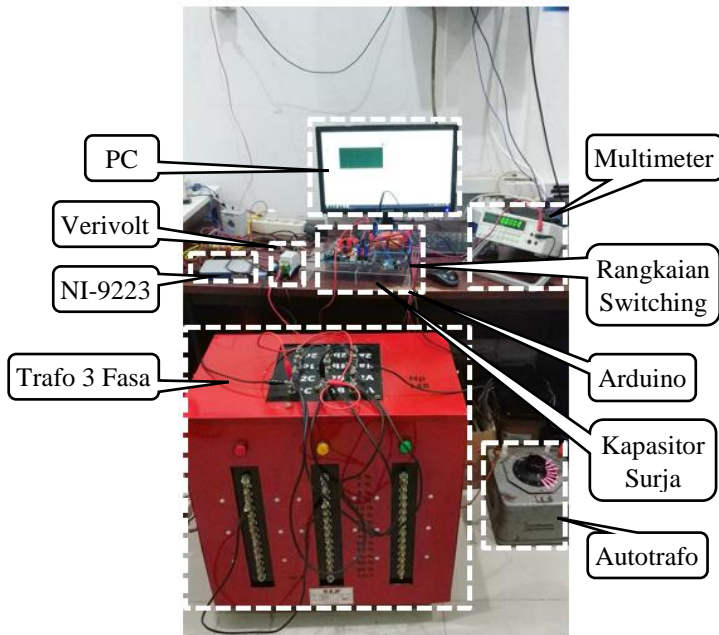 PC
Multimeter
Verivolt
Rangkaian
Switching
NI-9223
Trafo 3 Fasa
Arduino
Kapasitor
Surja
Autotrafo